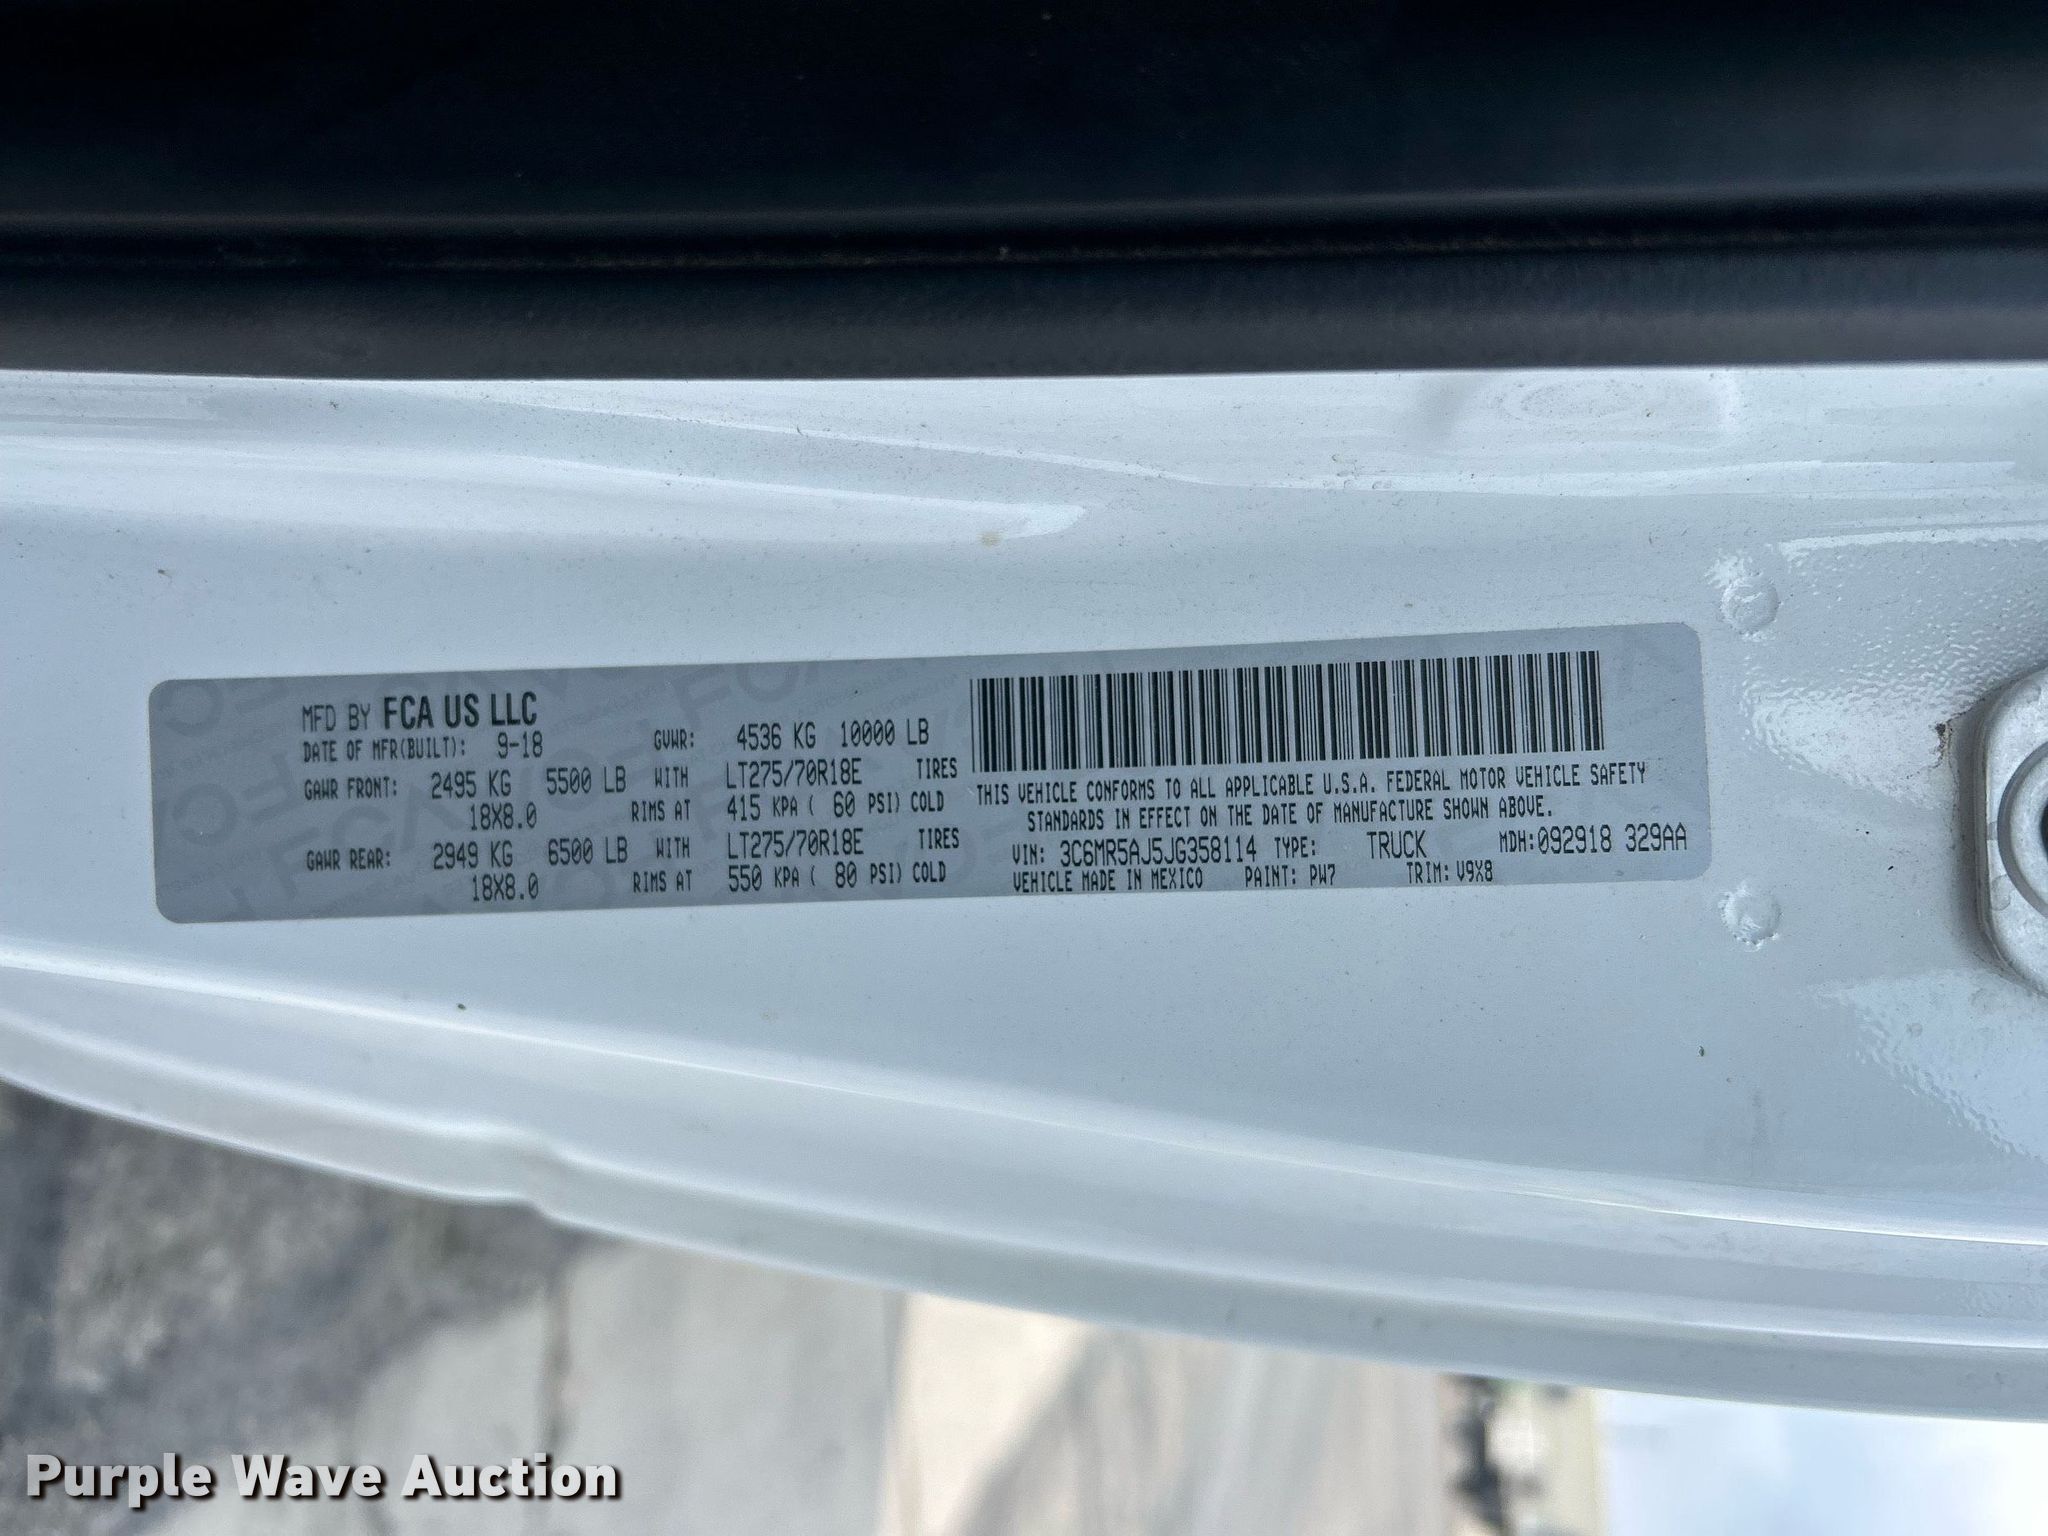 MFD BY FCA US LLC
DATE OF MFR(BUILT): 9-18 GVWR: 4536 KG 10000 LB
GAWR FRONT: 2495 KG 5500 LB WITH LT275/70R18E TIRES
18X8.0 RIMS AT 415 KPA ( 60 PSI) COLD
GAWR REAR: 2949 KG 6500 LB WITH LT275/70R18E TIRES
18X8.0 RIMS AT 550 KPA ( 80 PSI) COLD
THIS VEHICLE CONFORMS TO ALL APPLICABLE U.S.A. FEDERAL MOTOR VEHICLE SAFETY
STANDARDS IN EFFECT ON THE DATE OF MANUFACTURE SHOWN ABOVE.
VIN: 3C6MR5AJ5JG358114 TYPE: TRUCK MDH: 092918 329AA
VEHICLE MADE IN MEXICO PAINT: PW7 TRIM: V9X8
Purple Wave Auction